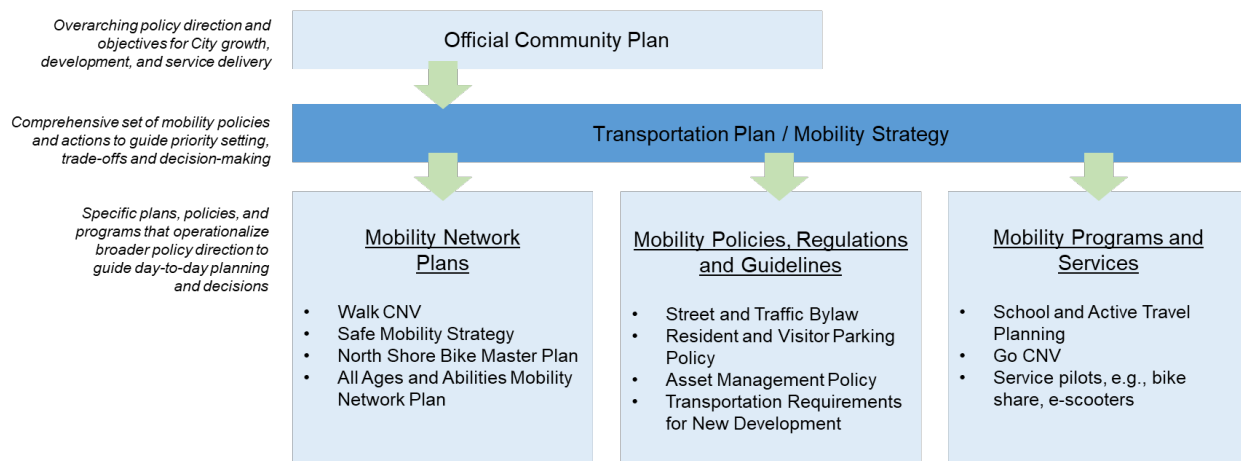 Overarching policy direction and
objectives for City growth,
development, and service delivery
Official Community Plan
Comprehensive set of mobility policies
and actions to guide priority setting,
trade-offs and decision-making
Transportation Plan / Mobility Strategy
Specific plans, policies, and
programs that operationalize
broader policy direction to
guide day-to-day planning
and decisions
Mobility Network
Plans
• Walk CNV
• Safe Mobility Strategy
• North Shore Bike Master Plan
• All Ages and Abilities Mobility
Network Plan
Mobility Policies, Regulations
and Guidelines
• Street and Traffic Bylaw
• Resident and Visitor Parking
Policy
• Asset Management Policy
• Transportation Requirements
for New Development
Mobility Programs and
Services
• School and Active Travel
Planning
• Go CNV
• Service pilots, e.g., bike
share, e-scooters